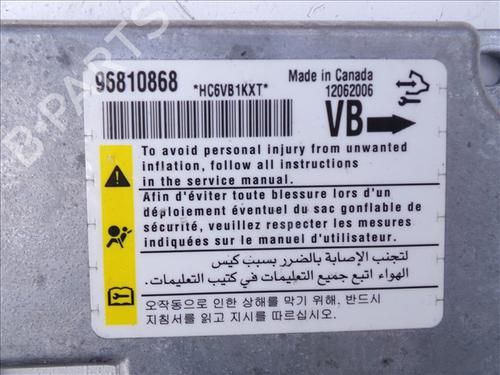 96810868
*HC6VB1KXT*
Made in Canada
12062006
VB
To avoid personal injury from unwanted
inflation, follow all instructions
in the service manual.
Afin d'éviter toute blessure lors d'un
déploiement éventuel du sac gonflable de
sécurité, veuillez respecter les mesures
indiquées sur le manuel d'utilisateur.
لتجنب الإصابة بالضرر بسبب كيس
الهواء اتبع جميع التعليمات في كتيب التعليمات.
오작동으로 인한 상해를 막기 위해, 반드시
지침서를 읽고 지시를 따르십시오.
B-PARTS